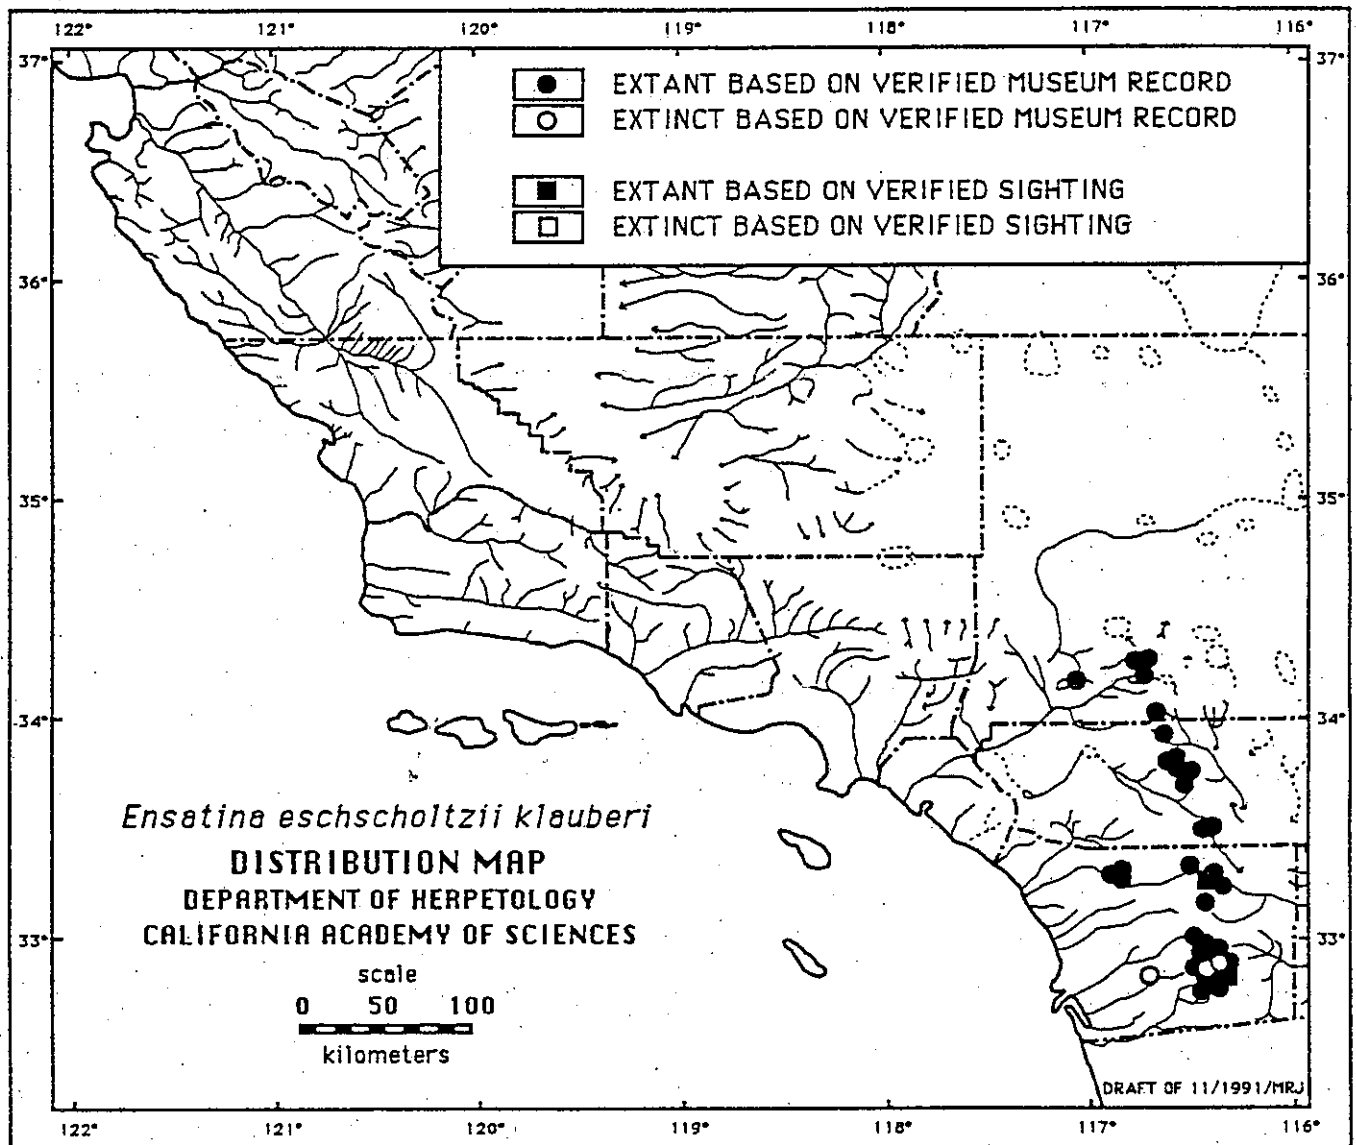 122° 121° 120° 119° 118° 117° 116°
37° 37°
EXTANT BASED ON VERIFIED MUSEUM RECORD
EXTINCT BASED ON VERIFIED MUSEUM RECORD
EXTANT BASED ON VERIFIED SIGHTING
EXTINCT BASED ON VERIFIED SIGHTING
36° 36°
35° 35°
34° 34°
Ensatina eschscholtzii klauberi
DISTRIBUTION MAP
DEPARTMENT OF HERPETOLOGY
CALIFORNIA ACADEMY OF SCIENCES
33° 33°
scale
0 50 100
kilometers
DRAFT OF 11/1991/MRJ
122° 121° 120° 119° 118° 117° 116°